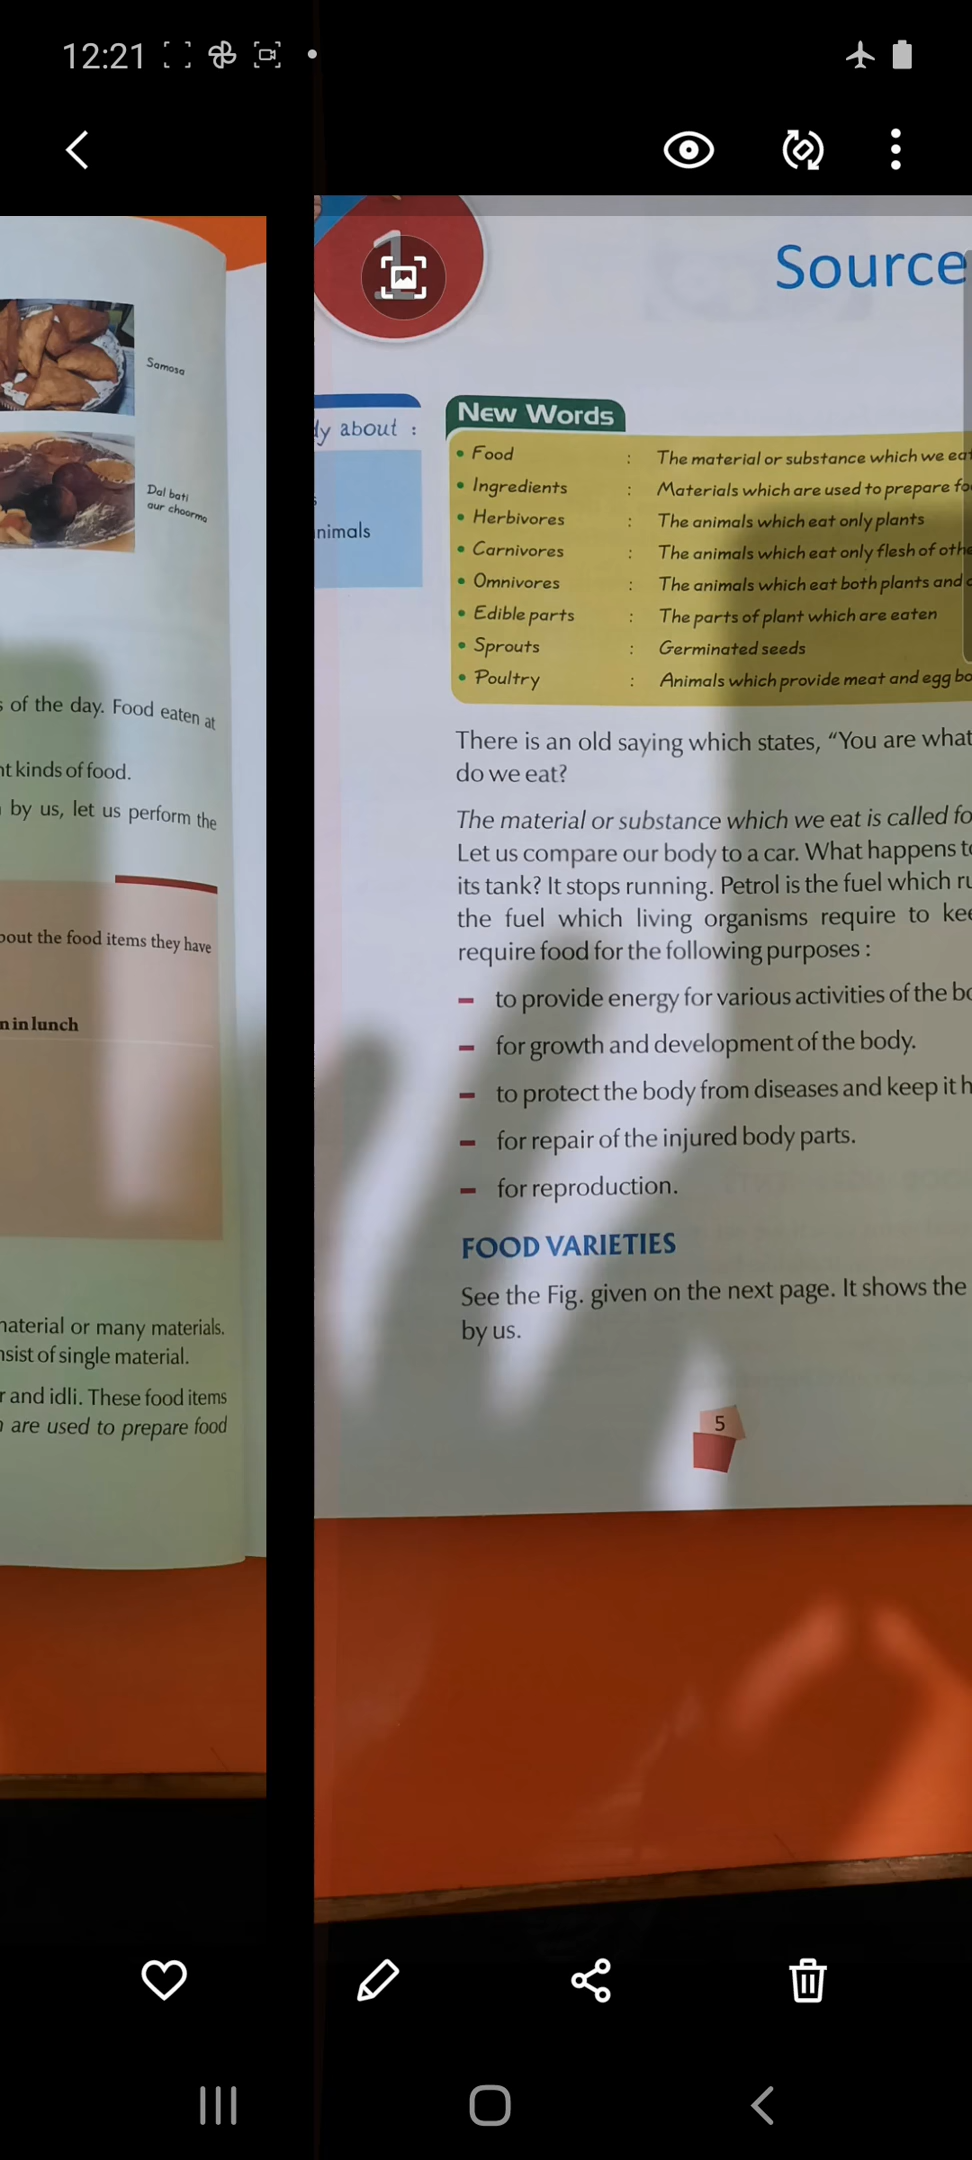 12:21
Samosa
Dal bati
aur choorma
s of the day. Food eaten at
nt kinds of food.
by us, let us perform the
bout the food items they have
n in lunch
material or many materials.
nsist of single material.
r and idli. These food items
are used to prepare food
1
Source
dy about :
nimals
New Words
• Food : The material or substance which we eat
• Ingredients : Materials which are used to prepare fo
• Herbivores : The animals which eat only plants
• Carnivores : The animals which eat only flesh of othe
• Omnivores : The animals which eat both plants and a
• Edible parts : The parts of plant which are eaten
• Sprouts : Germinated seeds
• Poultry : Animals which provide meat and egg bo
There is an old saying which states, “You are what
do we eat?
The material or substance which we eat is called fo
Let us compare our body to a car. What happens to
its tank? It stops running. Petrol is the fuel which ru
the fuel which living organisms require to kee
require food for the following purposes :
– to provide energy for various activities of the bo
– for growth and development of the body.
– to protect the body from diseases and keep it h
– for repair of the injured body parts.
– for reproduction.
FOOD VARIETIES
See the Fig. given on the next page. It shows the
by us.
5